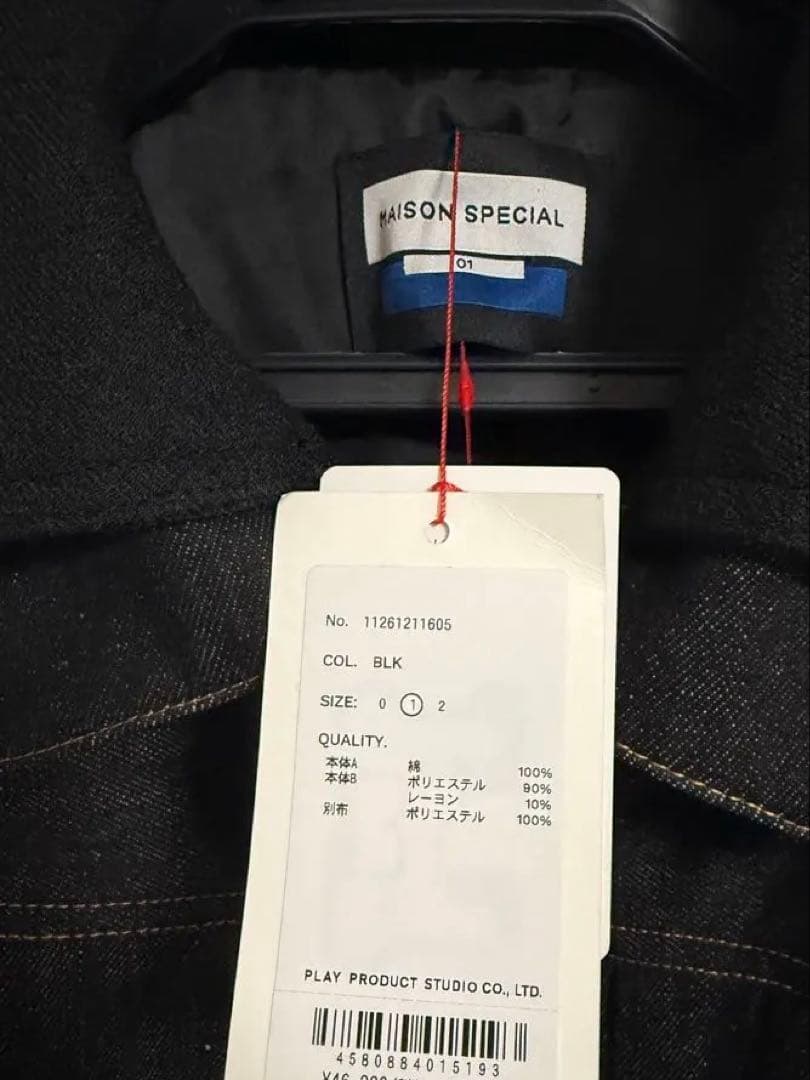 MAISON SPECIAL
01
No. 11261211605
COL. BLK
SIZE: 0 1 2
QUALITY.
本体A 綿 100%
本体B ポリエステル 90%
レーヨン 10%
別布 ポリエステル 100%
PLAY PRODUCT STUDIO CO., LTD.
4580884015193